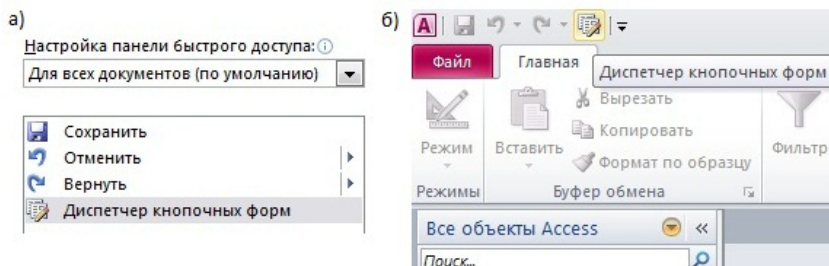 а)
Настройка панели быстрого доступа:
Для всех документов (по умолчанию)
Сохранить
Отменить
Вернуть
Диспетчер кнопочных форм
б)
A
Файл
Главная
Диспетчер кнопочных форм
Режим
Вставить
Вырезать
Копировать
Формат по образцу
Фильтр
Режимы
Буфер обмена
Все объекты Access
Поиск...